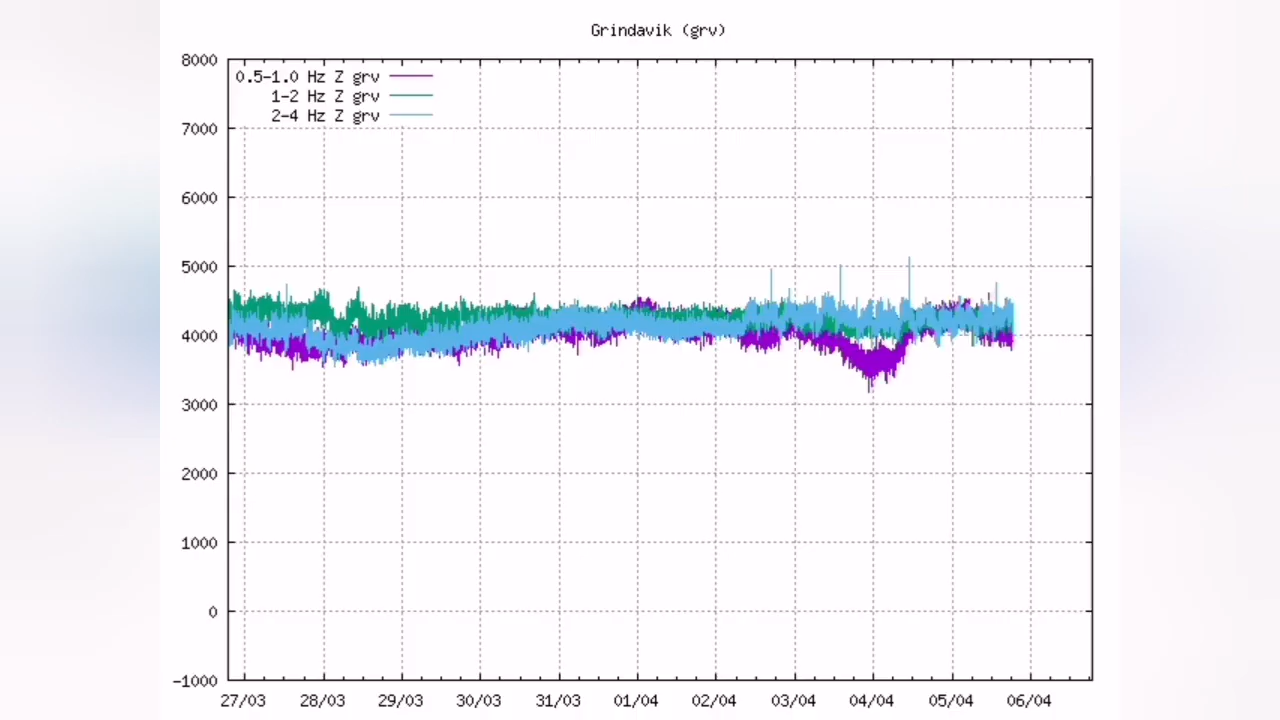 Grindavik (grv)
0.5-1.0 Hz Z grv
1-2 Hz Z grv
2-4 Hz Z grv
8000
7000
6000
5000
4000
3000
2000
1000
0
-1000
27/03 28/03 29/03 30/03 31/03 01/04 02/04 03/04 04/04 05/04 06/04